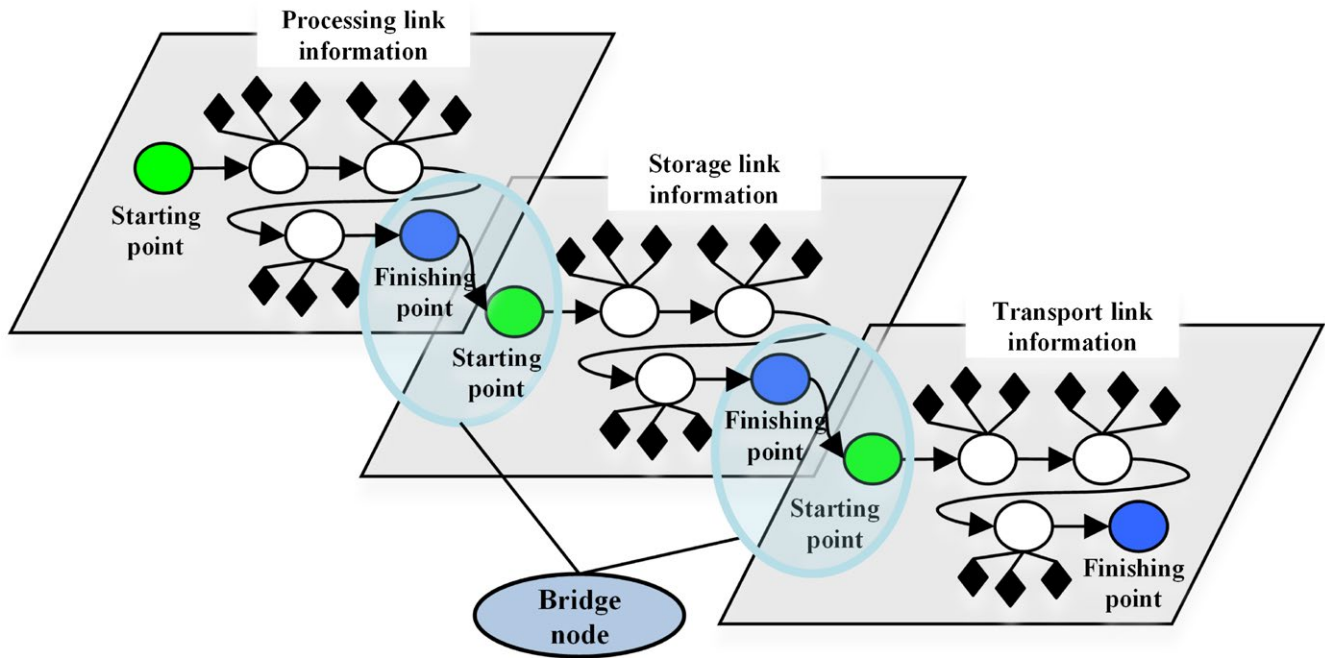 Processing link
information
Starting
point
Finishing
point
Storage link
information
Starting
point
Finishing
point
Transport link
information
Starting
point
Finishing
point
Bridge
node